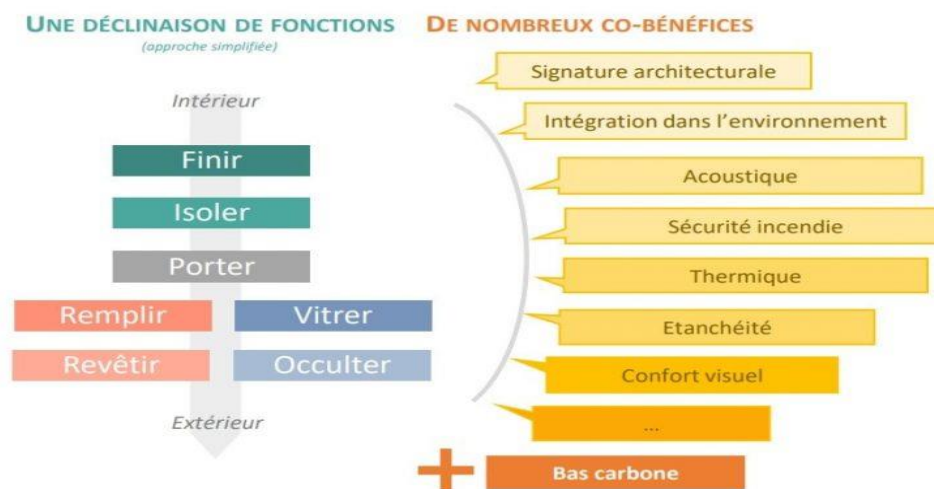 UNE DÉCLINAISON DE FONCTIONS
(approche simplifiée)
Intérieur
Finir
Isoler
Porter
Remplir
Vitrer
Revêtir
Occulter
Extérieur
DE NOMBREUX CO-BÉNÉFICES
Signature architecturale
Intégration dans l'environnement
Acoustique
Sécurité incendie
Thermique
Etanchéité
Confort visuel
...
+
Bas carbone